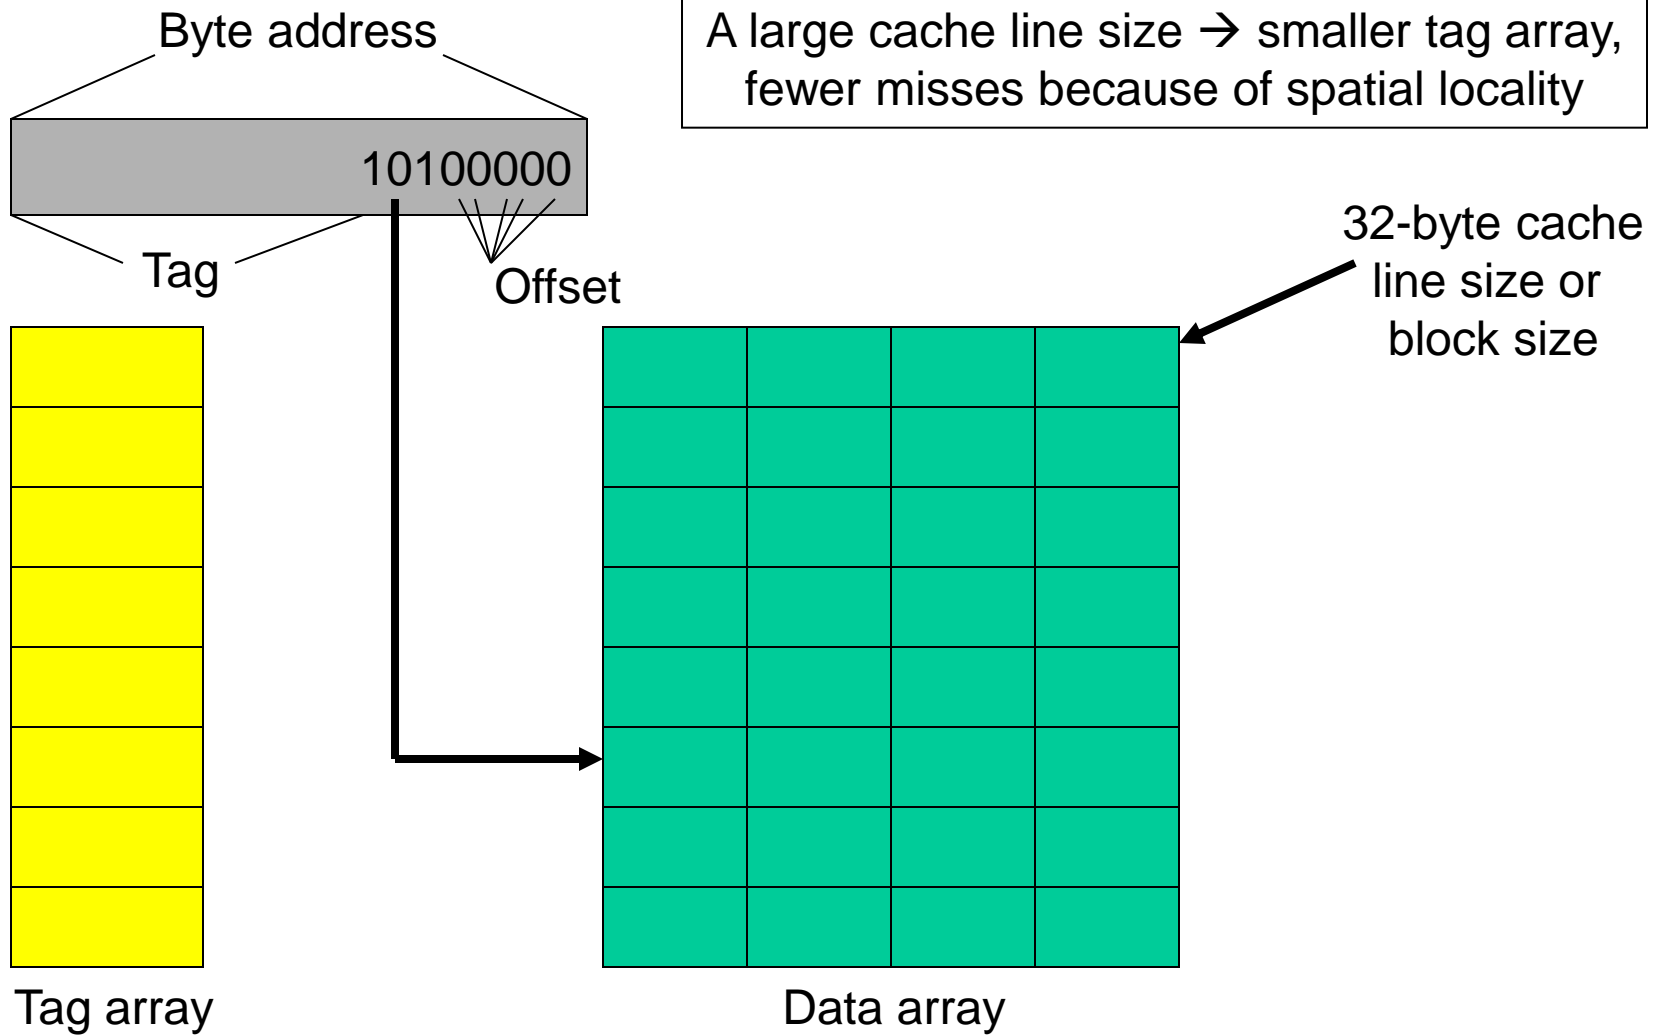 Byte address
A large cache line size → smaller tag array,
fewer misses because of spatial locality
10100000
Tag
Offset
32-byte cache
line size or
block size
Tag array
Data array